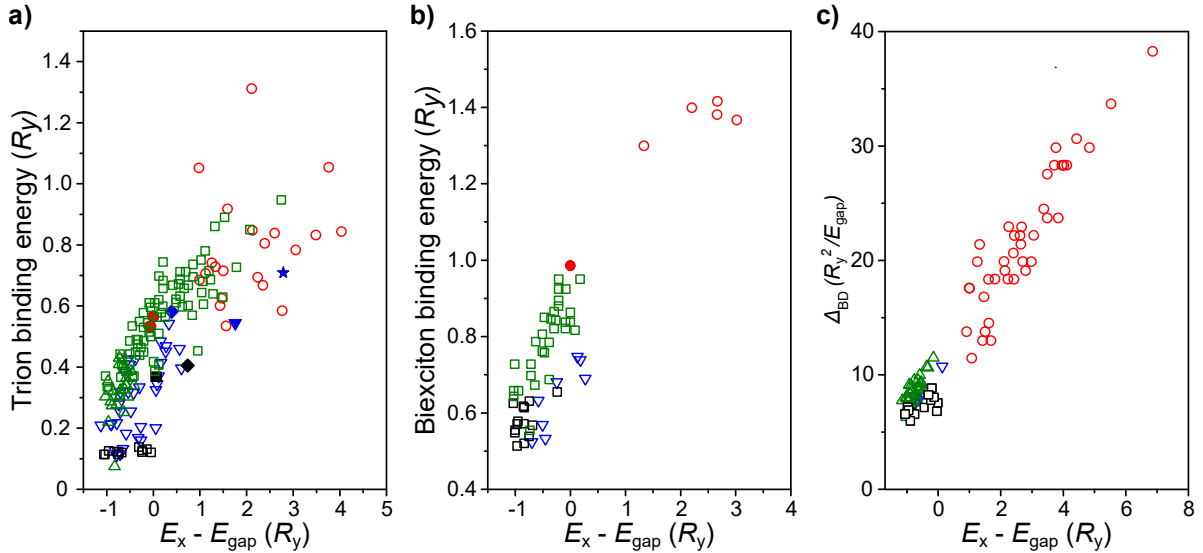 a)
Trion binding energy (Ry)
1.4
1.2
1.0
0.8
0.6
0.4
0.2
0
-1 0 1 2 3 4 5
Ex - Egap (Ry)
b)
Biexciton binding energy (Ry)
1.6
1.4
1.2
1.0
0.8
0.6
0.4
-1 0 1 2 3 4
Ex - Egap (Ry)
c)
ΔBD (Ry²/Egap)
40
30
20
10
0
0 2 4 6 8
Ex - Egap (Ry)